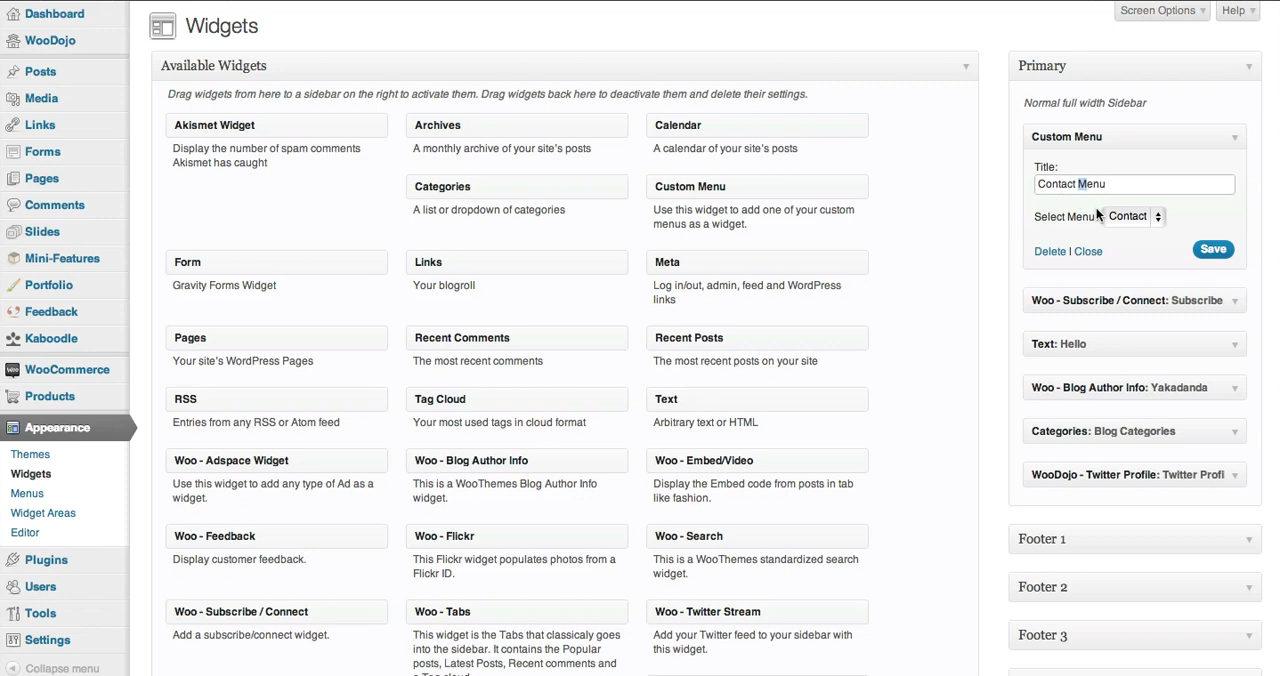 Screen Options
Help
Dashboard
WooDojo
Posts
Media
Links
Forms
Pages
Comments
Slides
Mini-Features
Portfolio
Feedback
Kaboodle
WooCommerce
Products
Appearance
Themes
Widgets
Menus
Widget Areas
Editor
Plugins
Users
Tools
Settings
Collapse menu
Widgets
Available Widgets
Drag widgets from here to a sidebar on the right to activate them. Drag widgets back here to deactivate them and delete their settings.
Akismet Widget
Display the number of spam comments
Akismet has caught
Archives
A monthly archive of your site's posts
Calendar
A calendar of your site's posts
Categories
A list or dropdown of categories
Custom Menu
Use this widget to add one of your custom
menus as a widget.
Form
Gravity Forms Widget
Links
Your blogroll
Meta
Log in/out, admin, feed and WordPress
links
Pages
Your site's WordPress Pages
Recent Comments
The most recent comments
Recent Posts
The most recent posts on your site
RSS
Entries from any RSS or Atom feed
Tag Cloud
Your most used tags in cloud format
Text
Arbitrary text or HTML
Woo - Adspace Widget
Use this widget to add any type of Ad as a
widget.
Woo - Blog Author Info
This is a WooThemes Blog Author Info
widget.
Woo - Embed/Video
Display the Embed code from posts in tab
like fashion.
Woo - Feedback
Display customer feedback.
Woo - Flickr
This Flickr widget populates photos from a
Flickr ID.
Woo - Search
This is a WooThemes standardized search
widget.
Woo - Subscribe / Connect
Add a subscribe/connect widget.
Woo - Tabs
This widget is the Tabs that classicaly goes
into the sidebar. It contains the Popular
posts, Latest Posts, Recent comments and
a Tag cloud.
Woo - Twitter Stream
Add your Twitter feed to your sidebar with
this widget.
Primary
Normal full width Sidebar
Custom Menu
Title:
Contact Menu
Select Menu
Contact
Delete | Close
Save
Woo - Subscribe / Connect: Subscribe
Text: Hello
Woo - Blog Author Info: Yakadanda
Categories: Blog Categories
WooDojo - Twitter Profile: Twitter Profi
Footer 1
Footer 2
Footer 3